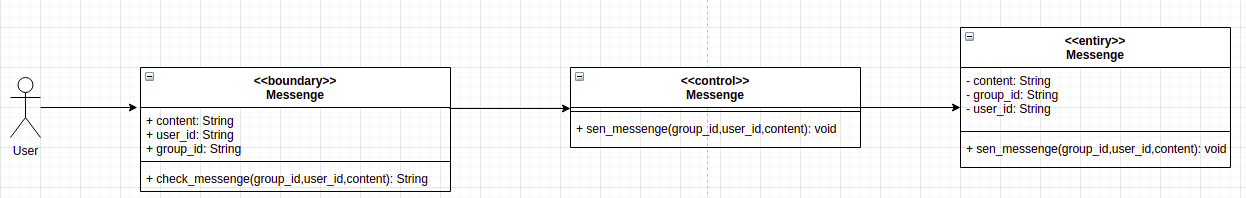 User
<<boundary>>
Messenge
+ content: String
+ user_id: String
+ group_id: String
+ check_messenge(group_id,user_id,content): String
<<control>>
Messenge
+ sen_messenge(group_id,user_id,content): void
<<entiry>>
Messenge
- content: String
- group_id: String
- user_id: String
+ sen_messenge(group_id,user_id,content): void